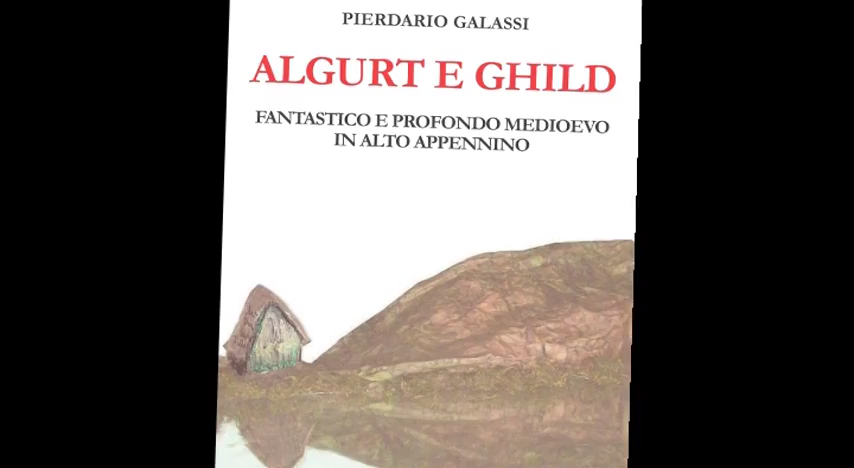 PIERDARIO GALASSI
ALGURT E GHILD
FANTASTICO E PROFONDO MEDIOEVO
IN ALTO APPENNINO